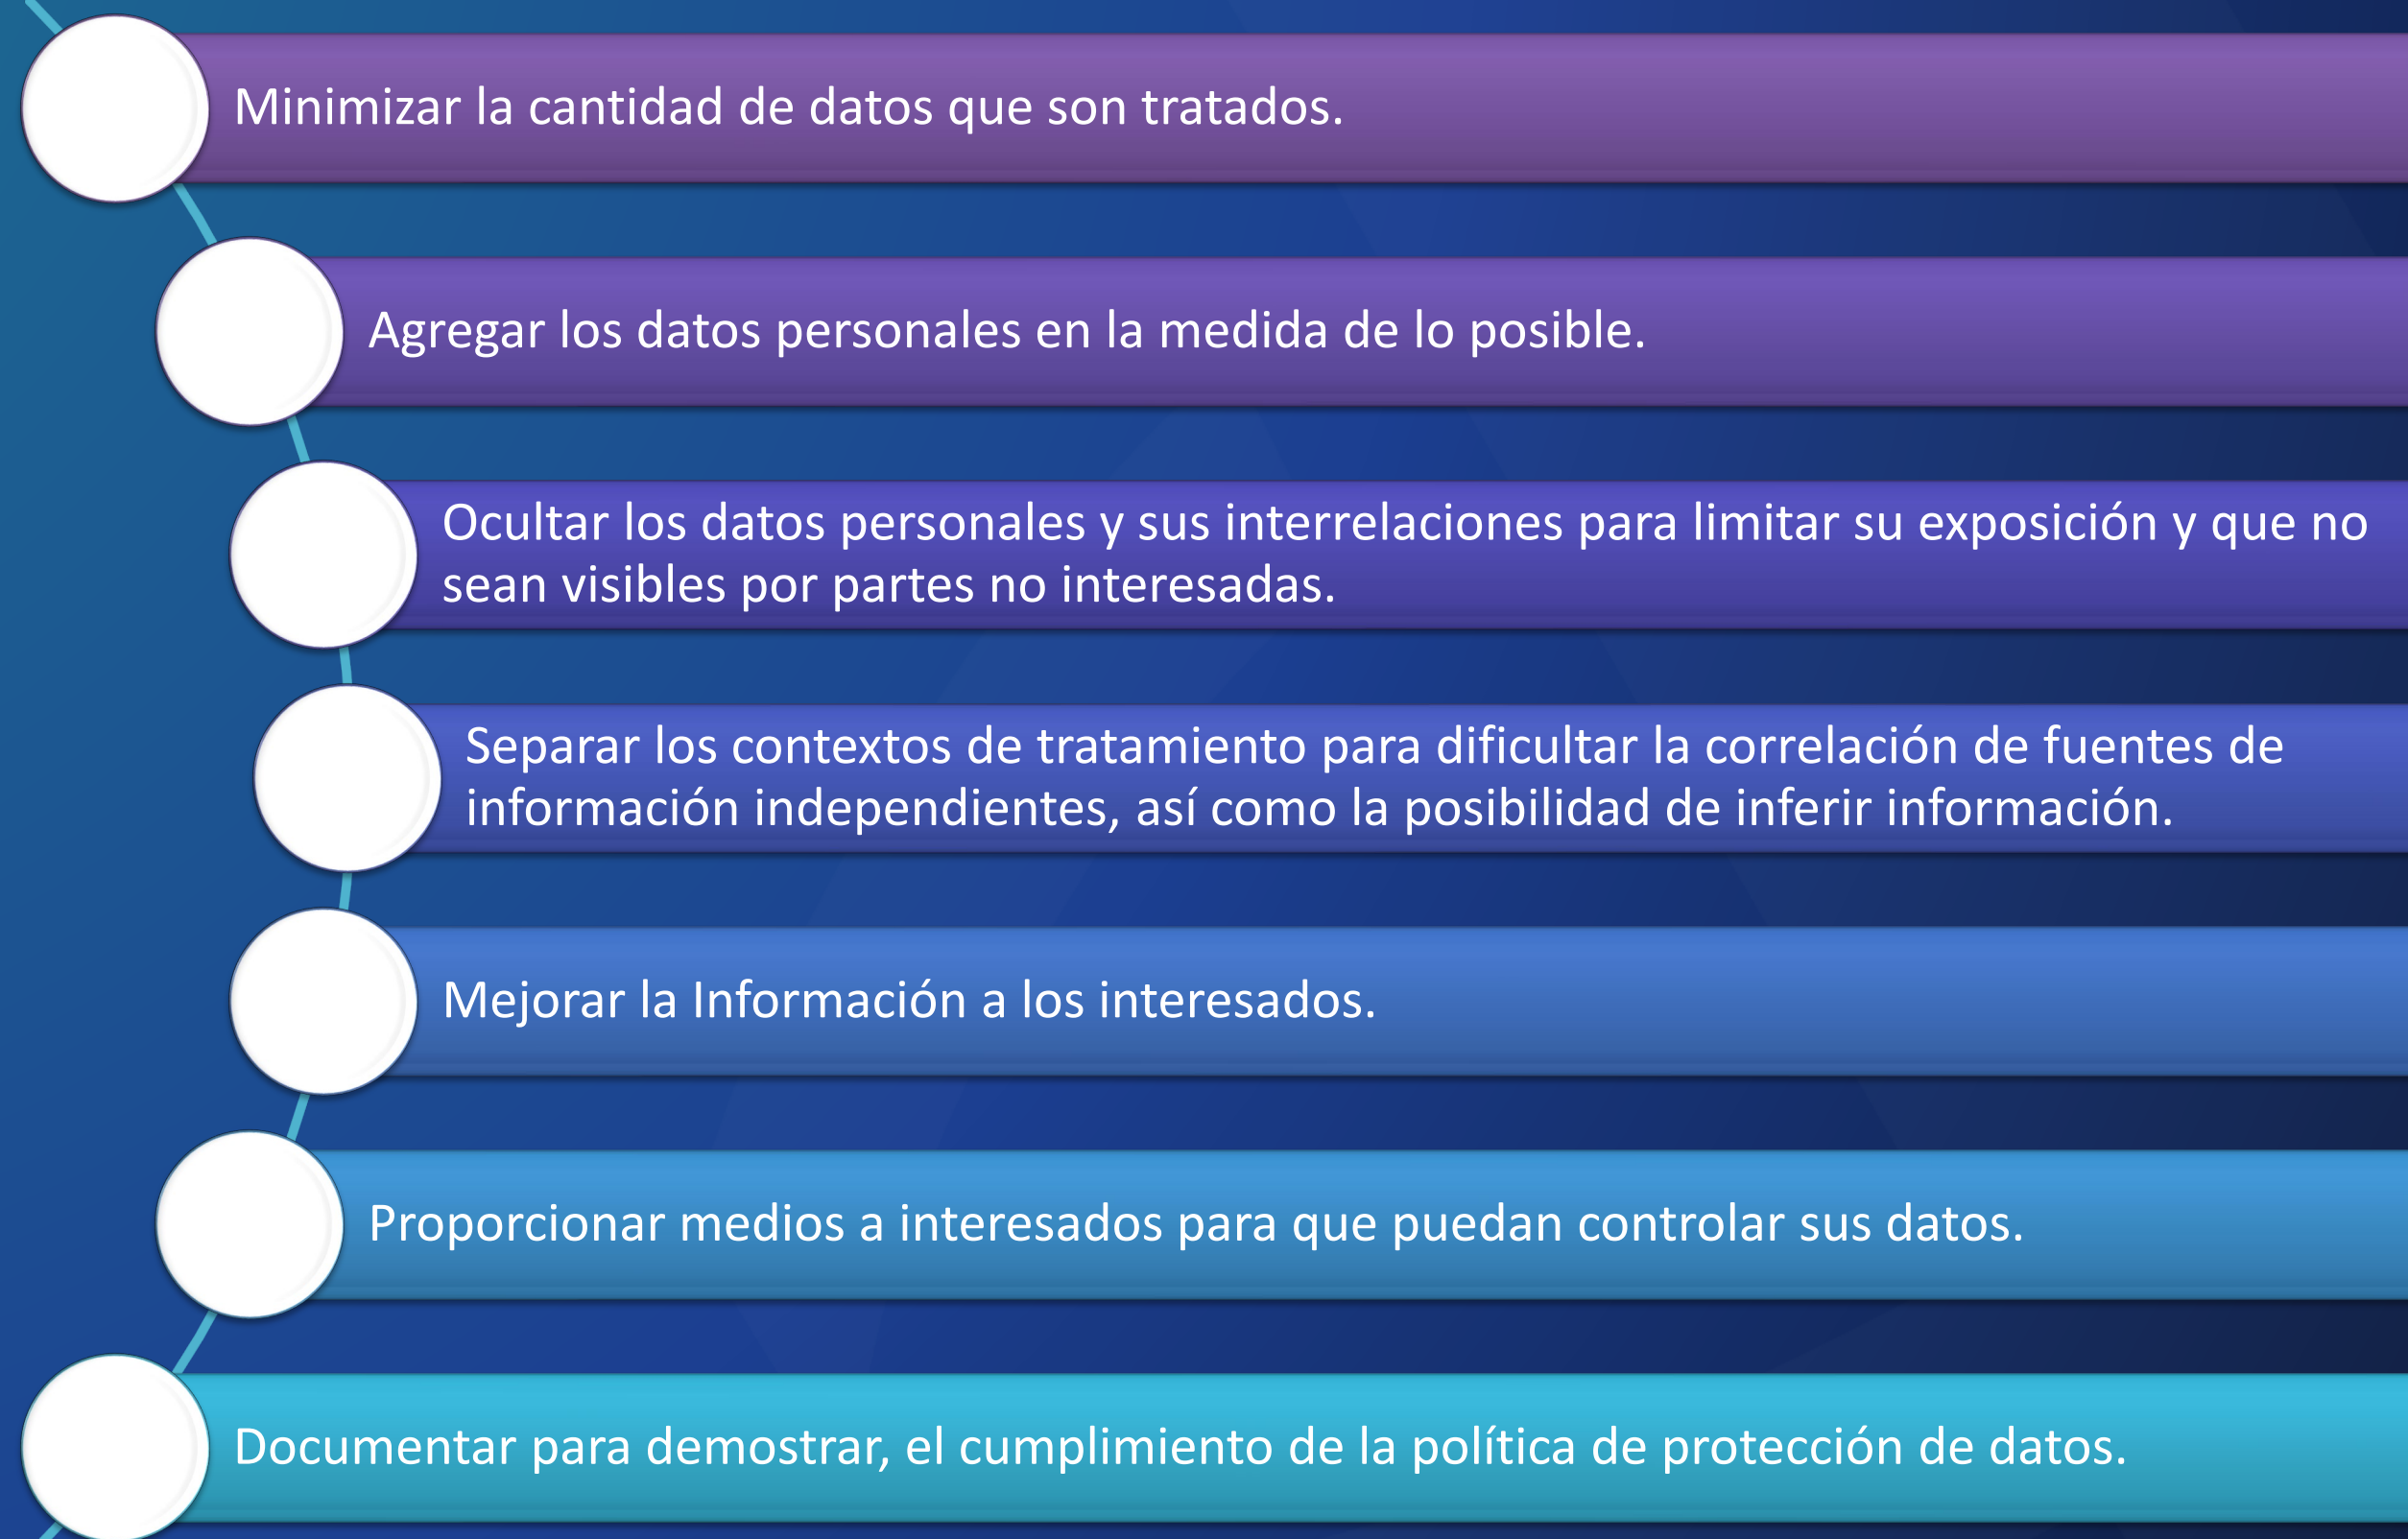 Minimizar la cantidad de datos que son tratados.
Agregar los datos personales en la medida de lo posible.
Ocultar los datos personales y sus interrelaciones para limitar su exposición y que no
sean visibles por partes no interesadas.
Separar los contextos de tratamiento para dificultar la correlación de fuentes de
información independientes, así como la posibilidad de inferir información.
Mejorar la Información a los interesados.
Proporcionar medios a interesados para que puedan controlar sus datos.
Documentar para demostrar, el cumplimiento de la política de protección de datos.